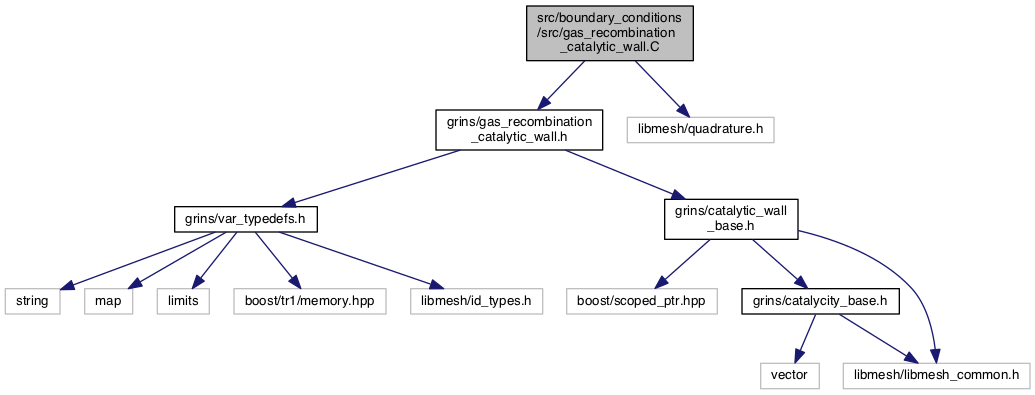 src/boundary_conditions
/src/gas_recombination
_catalytic_wall.C
grins/gas_recombination
_catalytic_wall.h
libmesh/quadrature.h
grins/var_typedefs.h
grins/catalytic_wall
_base.h
string
map
limits
boost/tr1/memory.hpp
libmesh/id_types.h
boost/scoped_ptr.hpp
grins/catalycity_base.h
vector
libmesh/libmesh_common.h